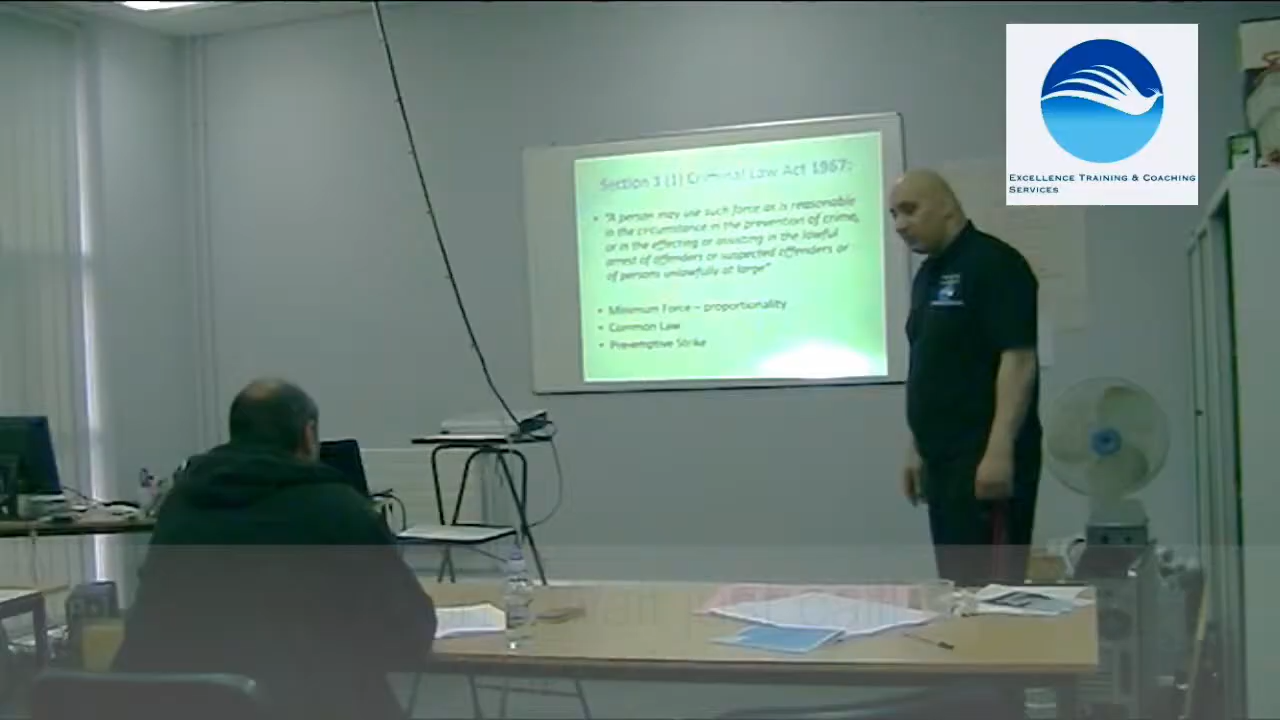 EXCELLENCE TRAINING & COACHING
SERVICES
Section 3 (1) Criminal Law Act 1967:
• "A person may use such force as is reasonable
in the circumstance in the prevention of crime,
or in the effecting or assisting in the lawful
arrest of offenders or suspected offenders or
of persons unlawfully at large"
• Minimum Force – proportionality
• Common Law
• Pre-emptive Strike